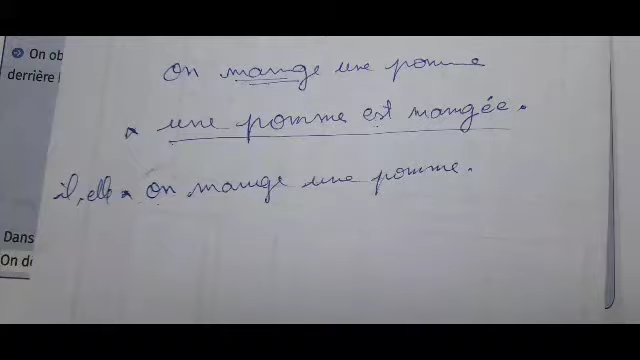 On ob
derrière
On mange une pomme
une pomme est mangée.
il, elle on mange une pomme.
Dans
On de